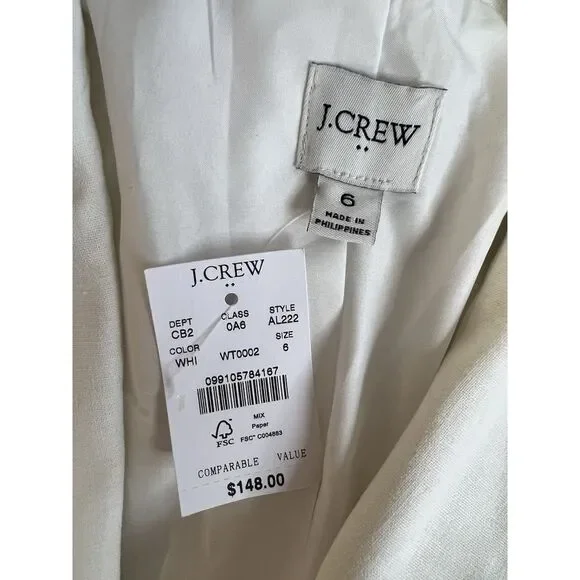 J.CREW
6
MADE IN
PHILIPPINES
J.CREW
DEPT CLASS STYLE
CB2 0A6 AL222
COLOR SIZE
WHI WT0002 6
099105784167
FSC
MIX
Paper
FSC® C004863
COMPARABLE VALUE
$148.00